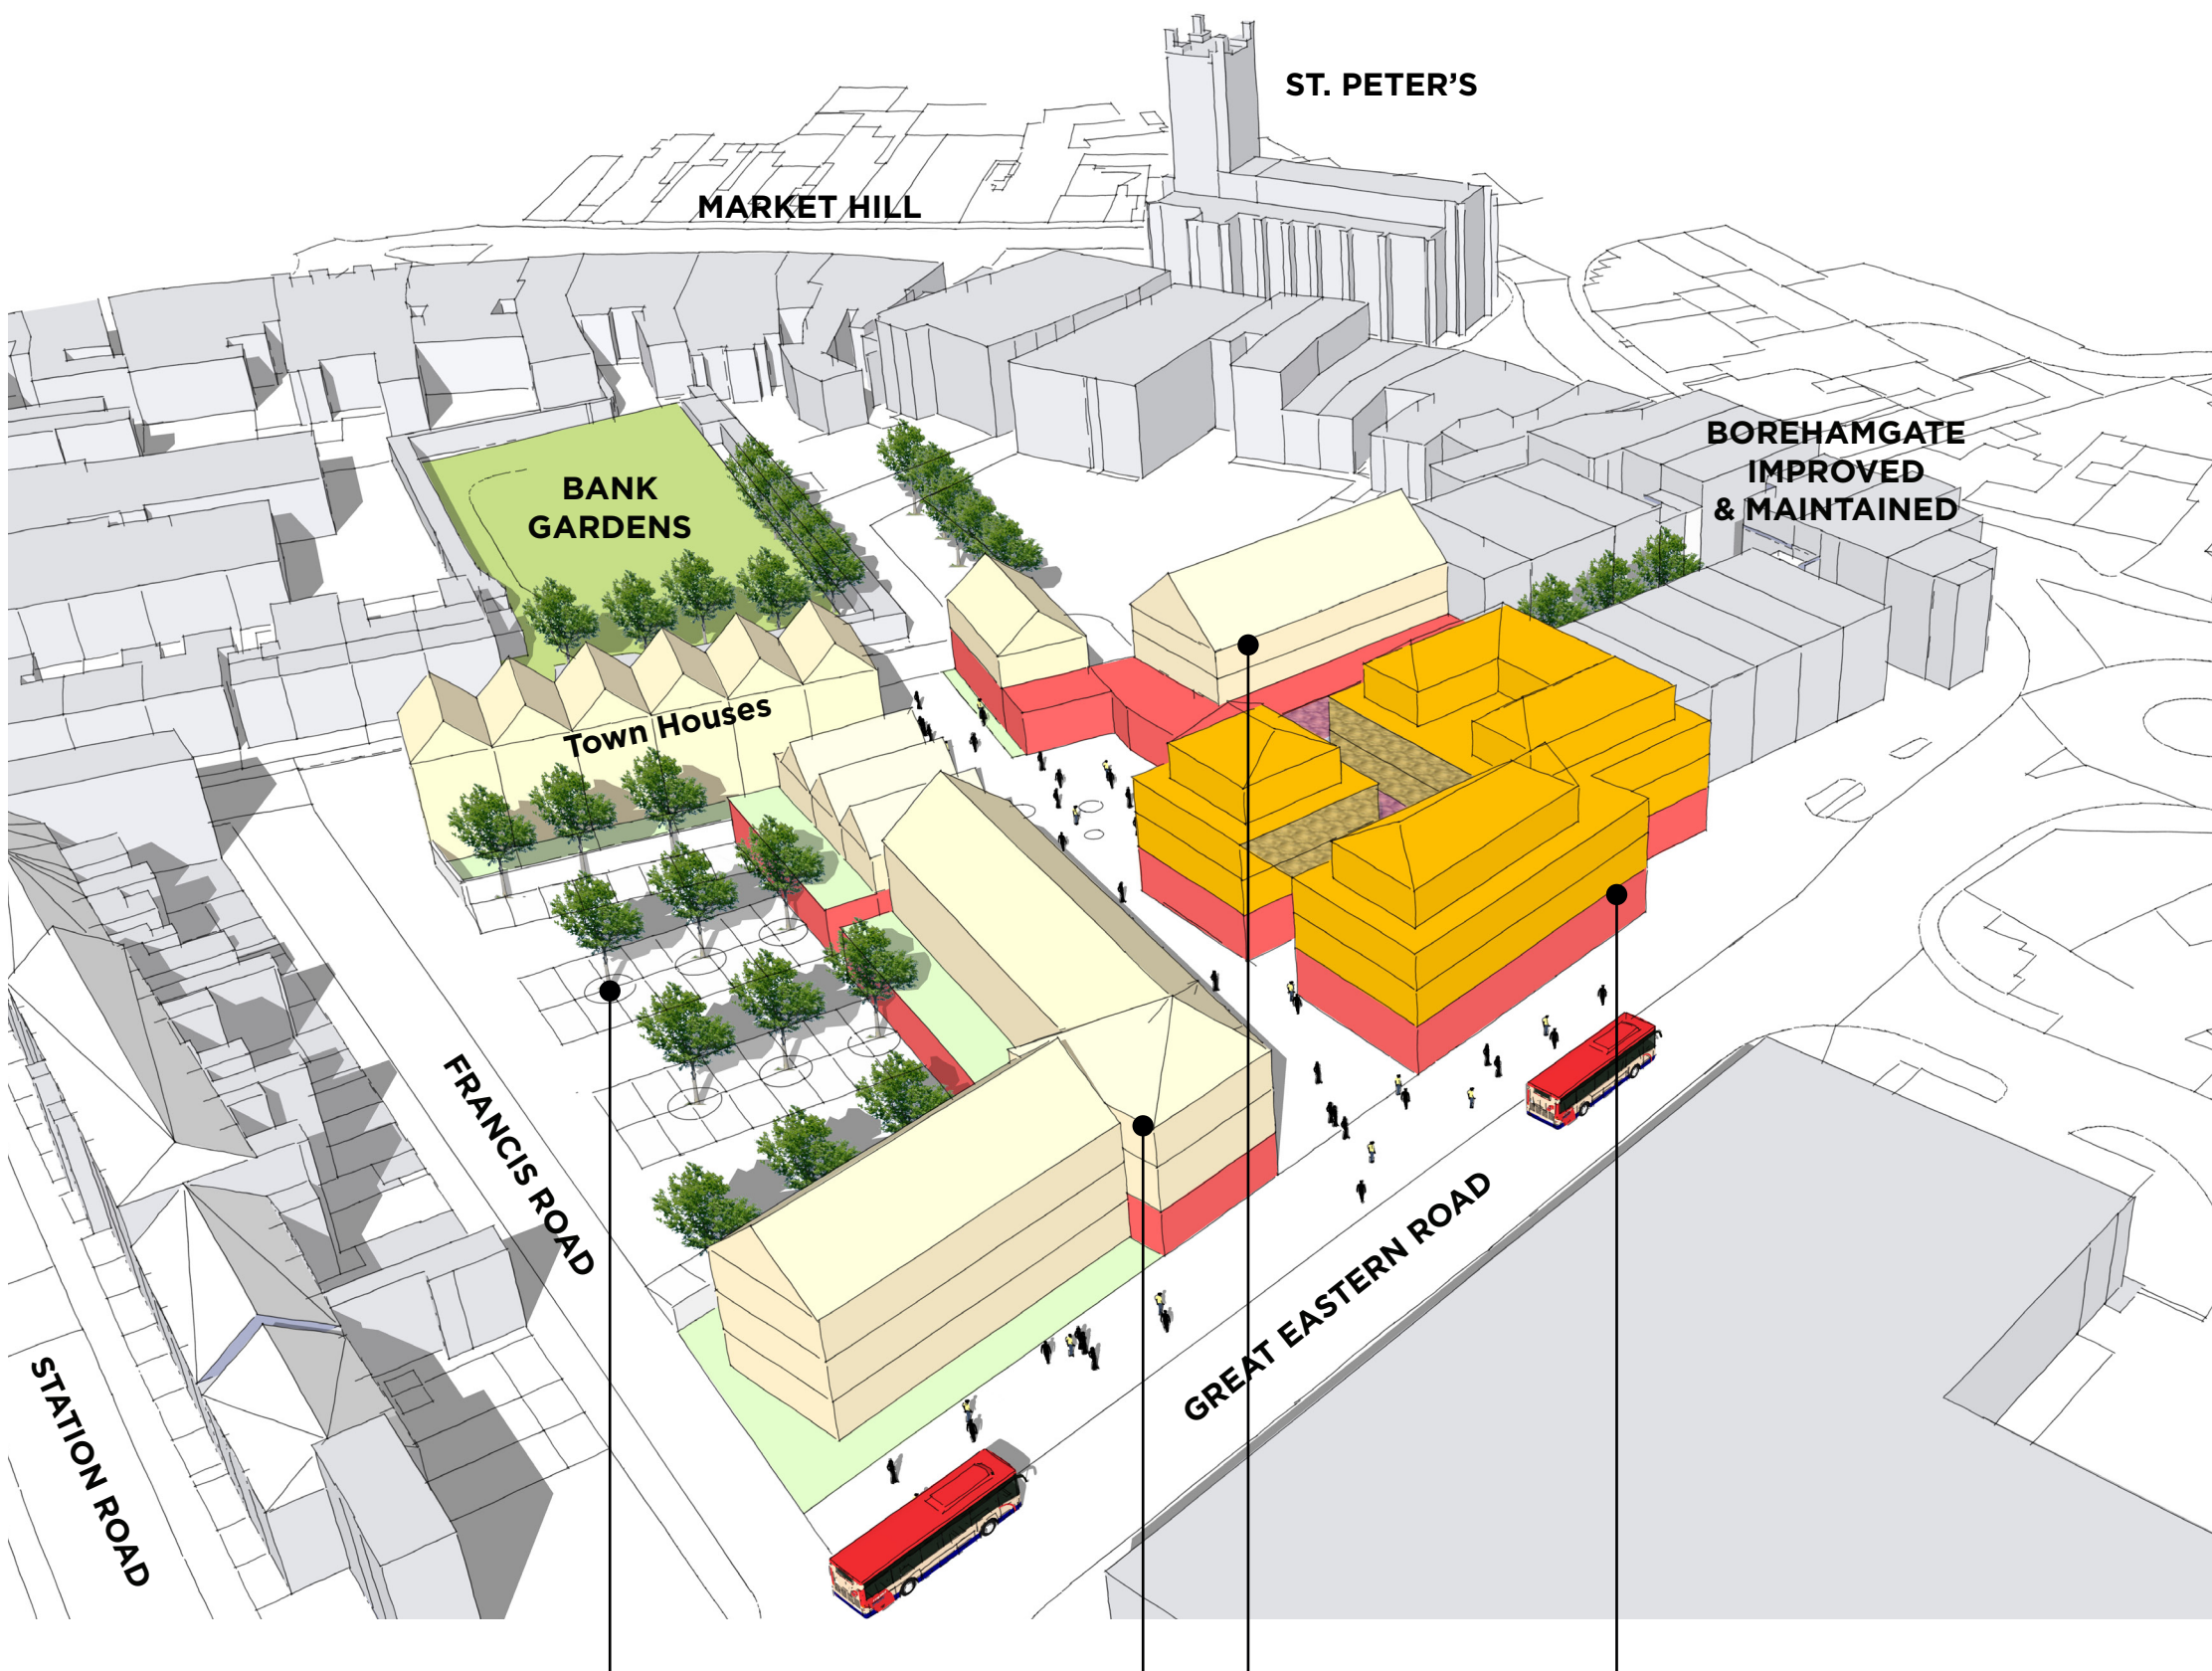 ST. PETER'S
MARKET HILL
BOREHAMGATE
IMPROVED
& MAINTAINED
BANK
GARDENS
Town Houses
FRANCIS ROAD
GREAT EASTERN ROAD
STATION ROAD